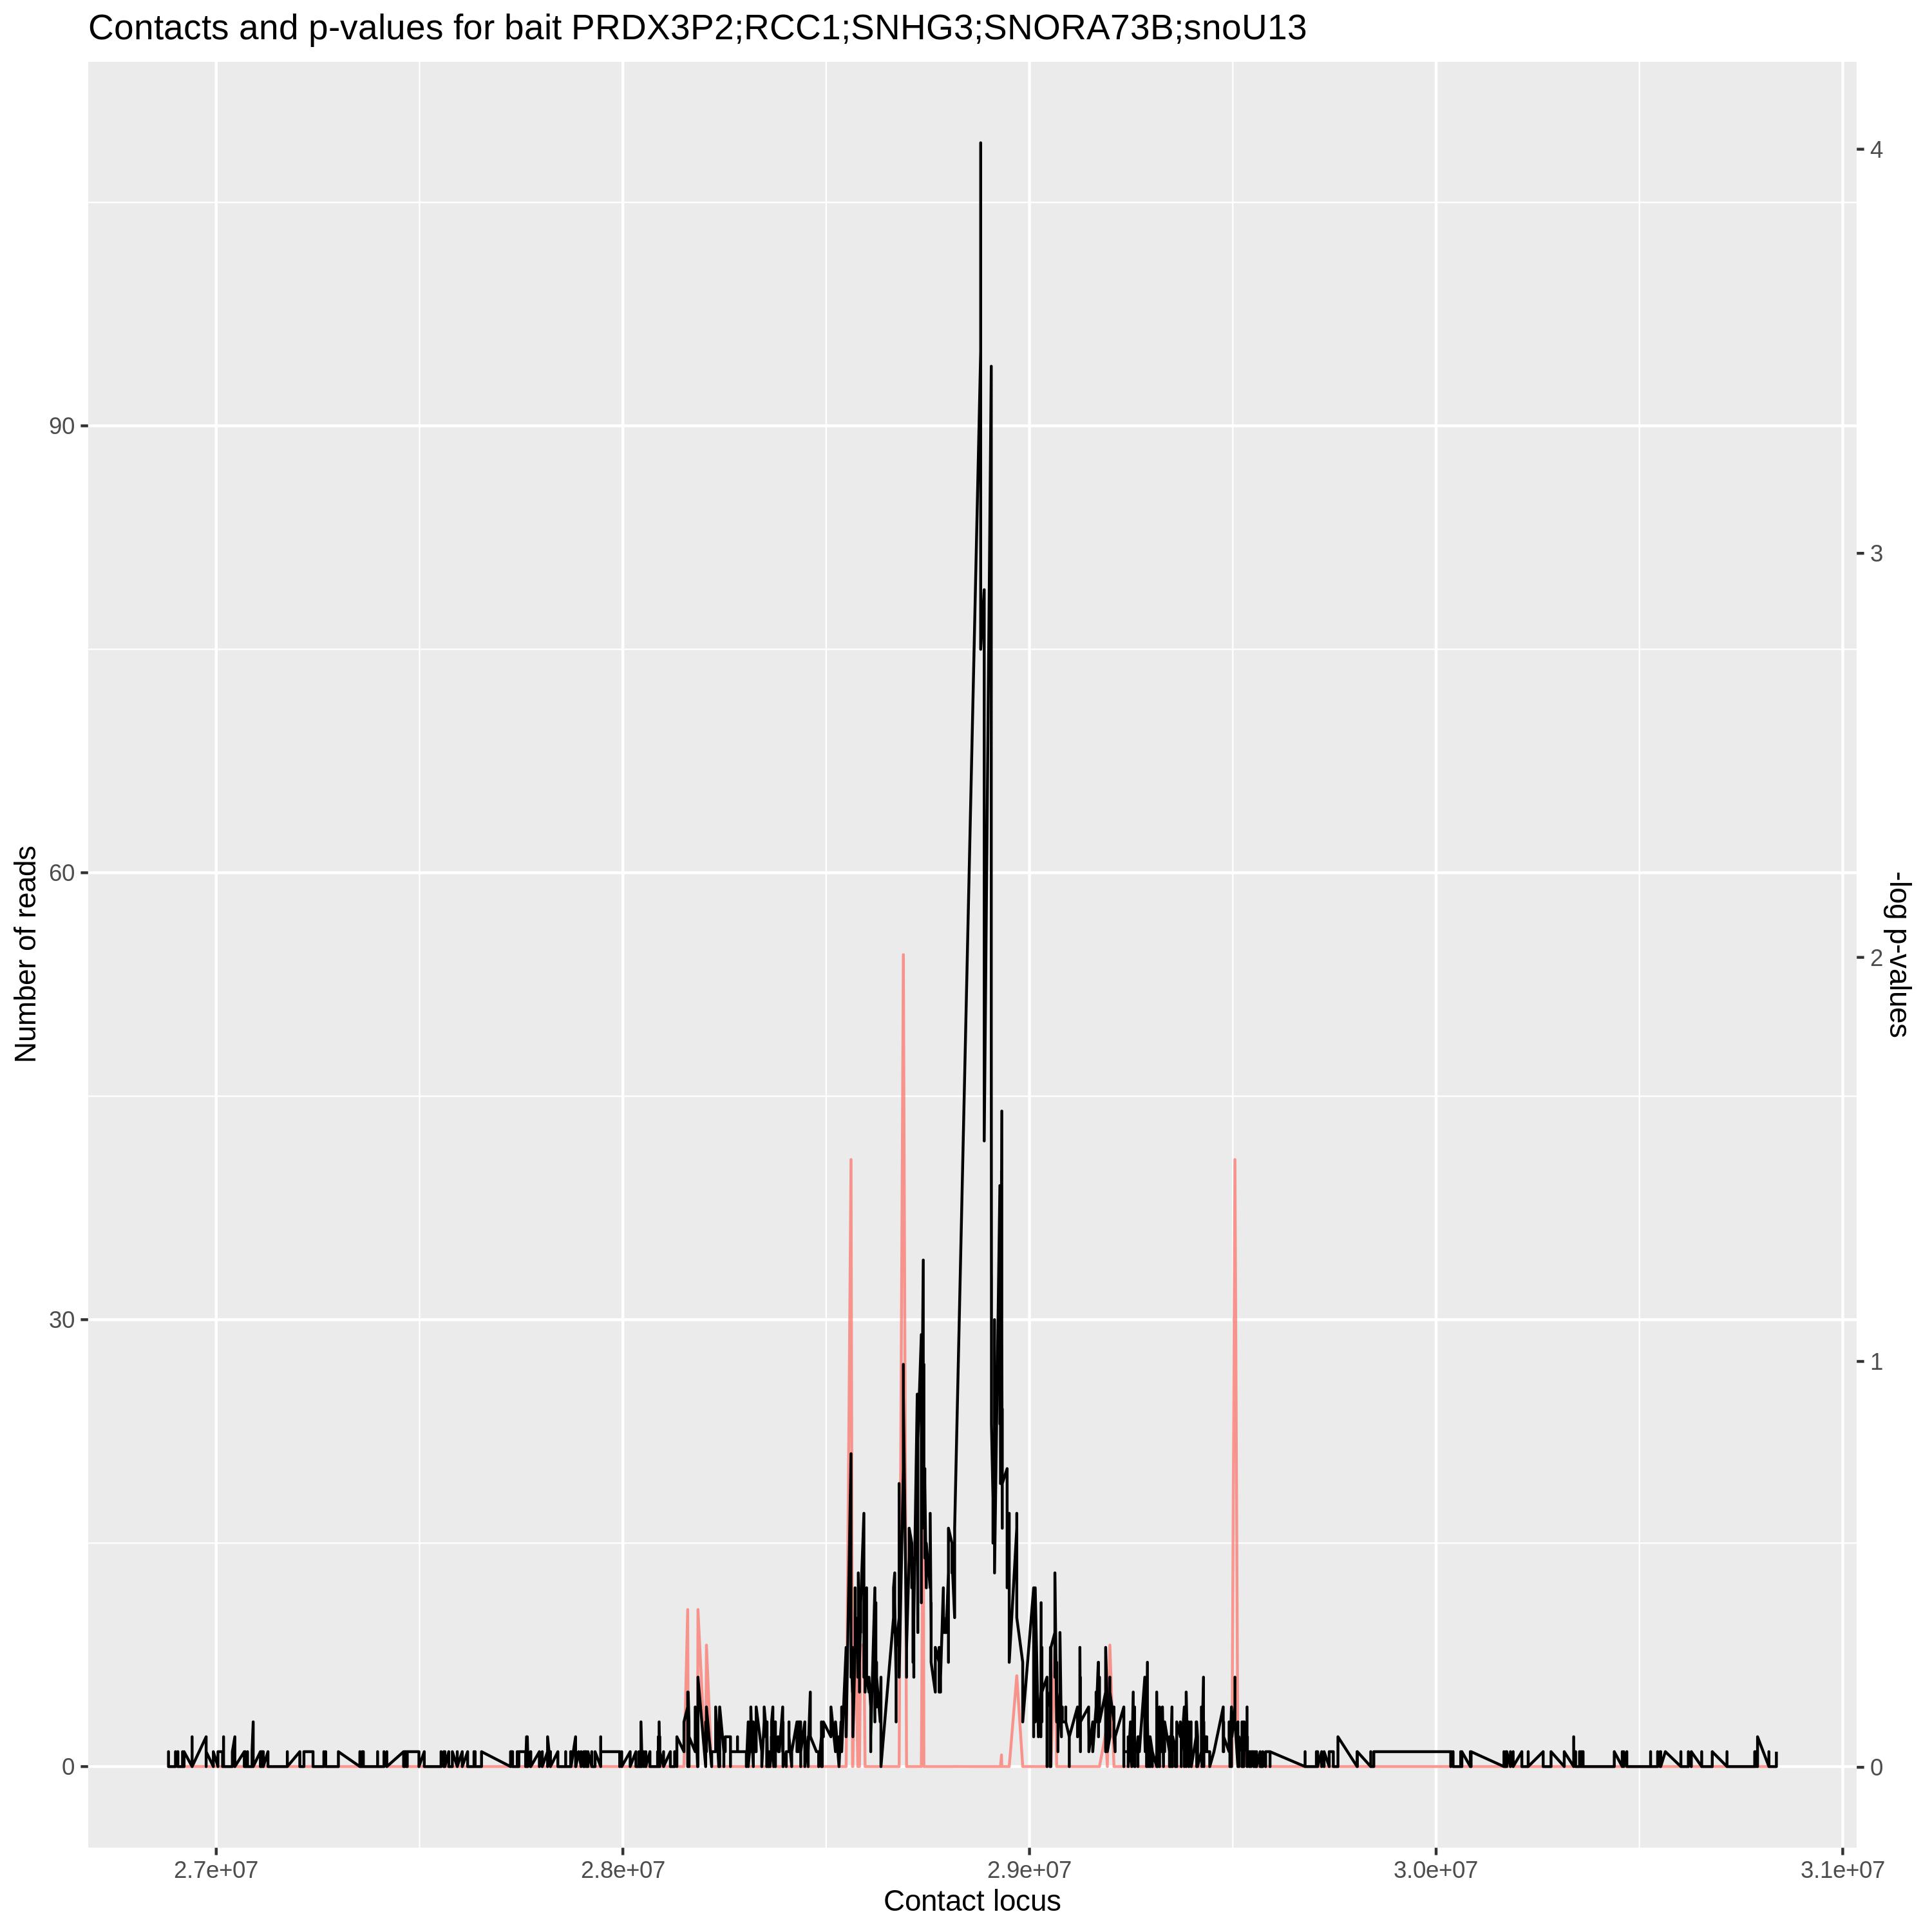 Contacts and p-values for bait PRDX3P2;RCC1;SNHG3;SNORA73B;snoU13
Number of reads
90
60
30
0
4
3
2
1
0
-log p-values
2.7e+07
2.8e+07
2.9e+07
3.0e+07
3.1e+07
Contact locus